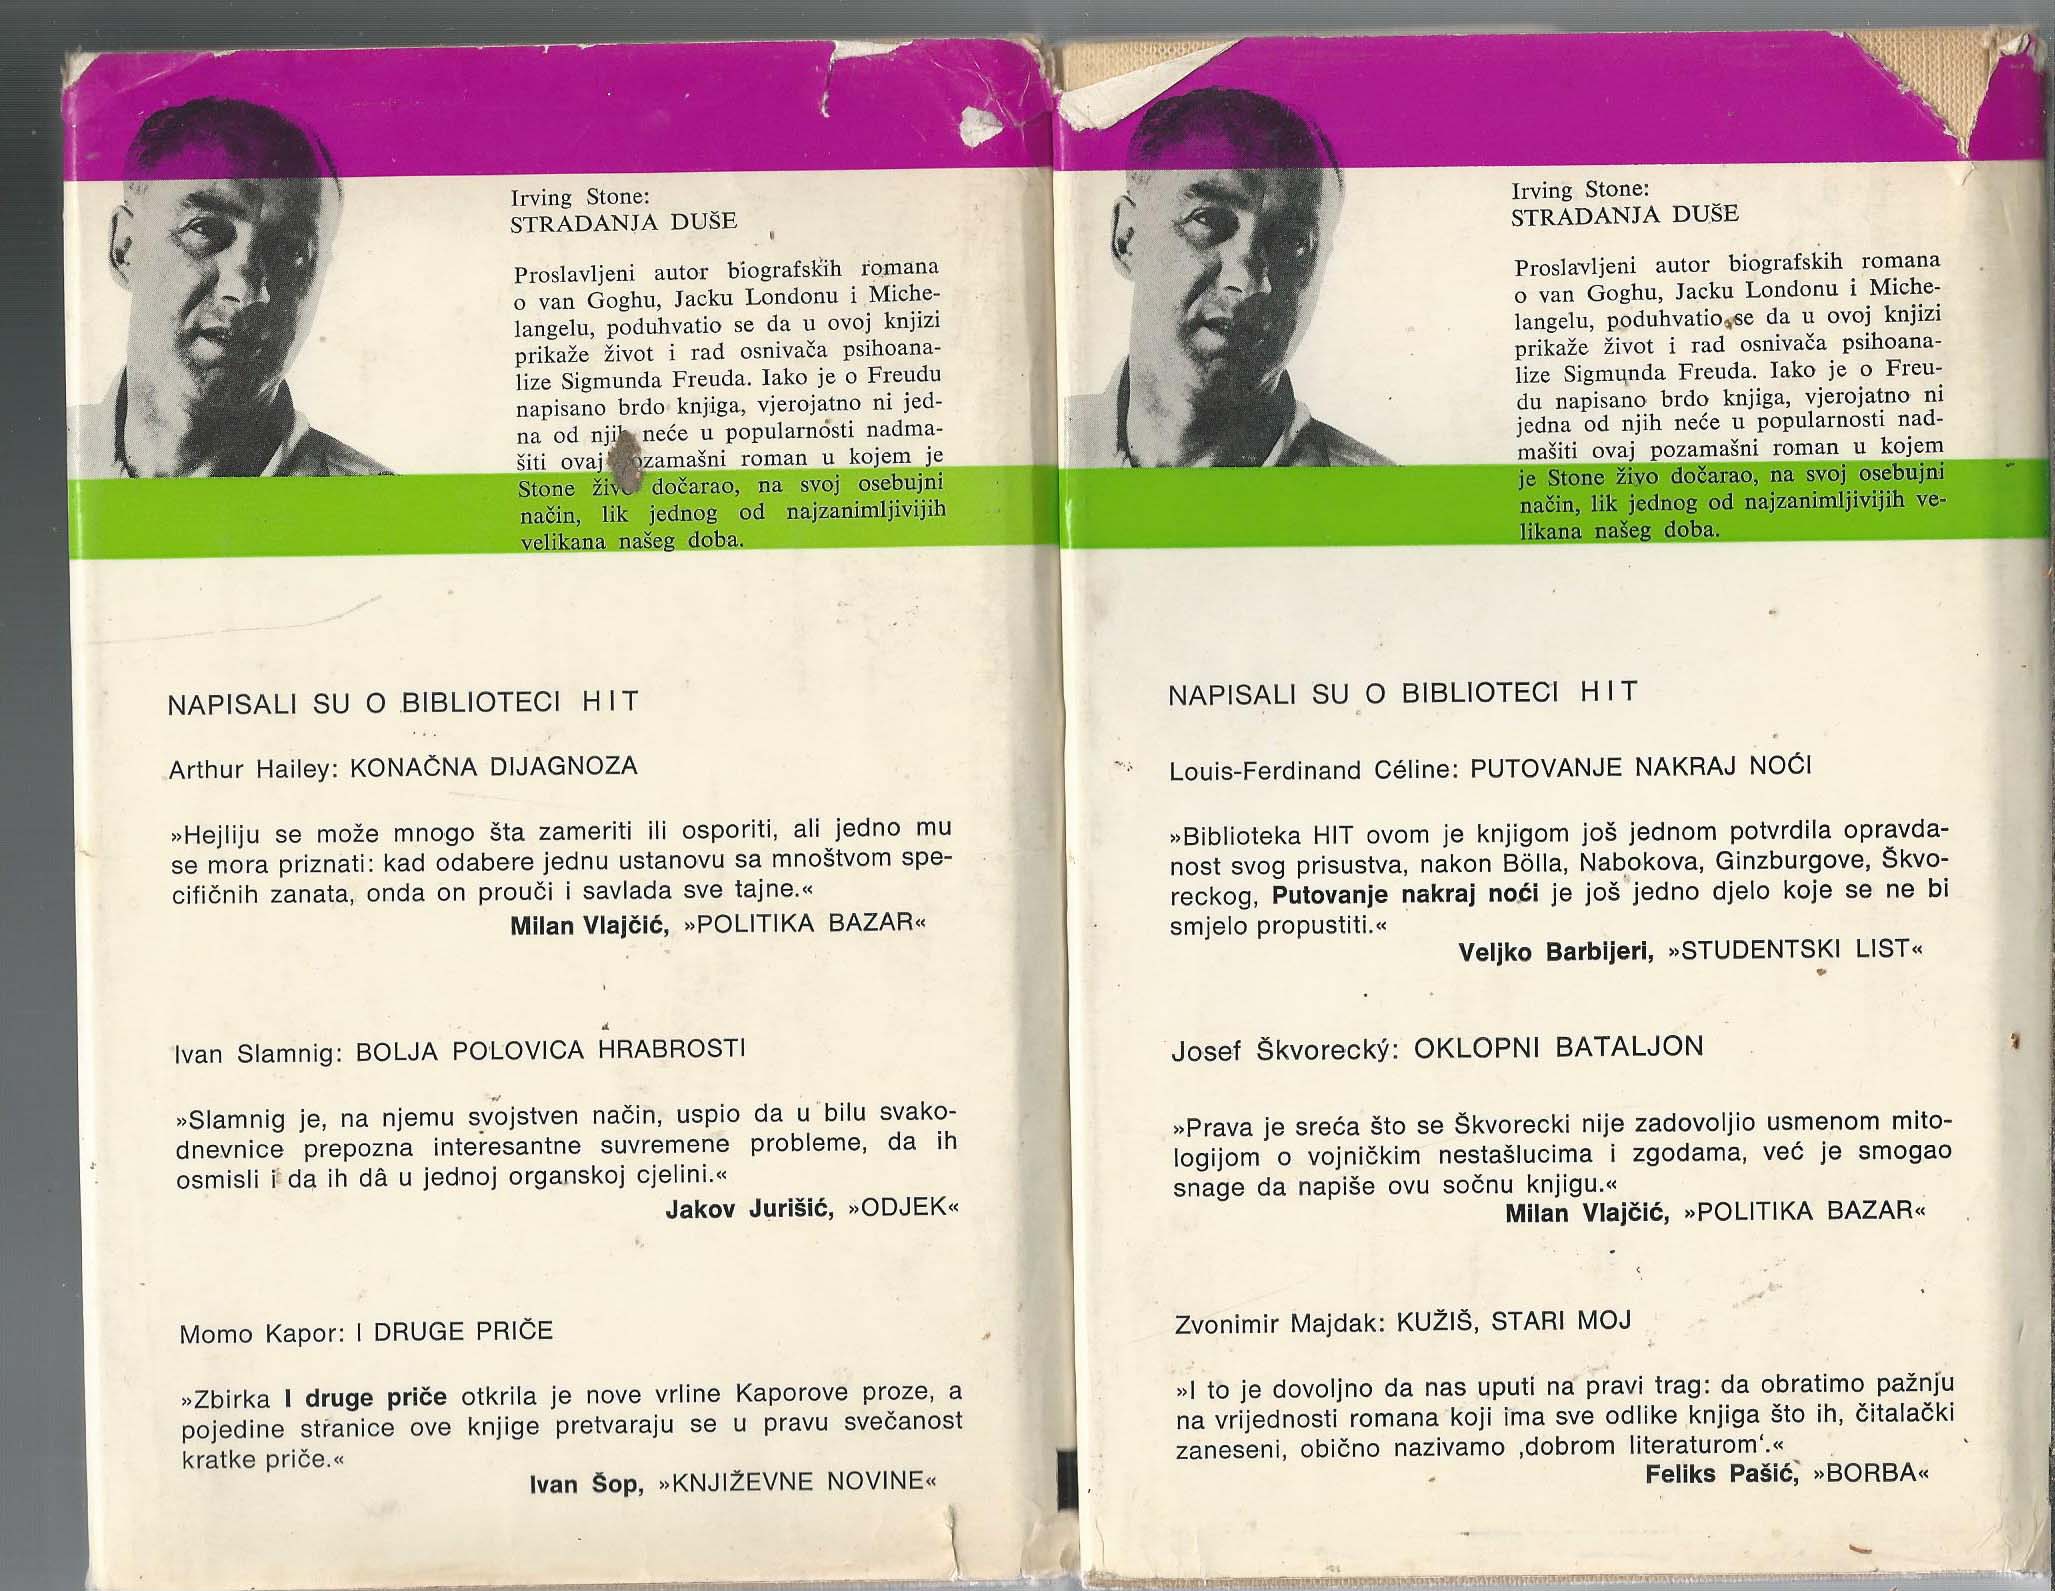 Irving Stone:
STRADANJA DUŠE
Proslavljeni autor biografskih romana
o van Goghu, Jacku Londonu i Miche-
langelu, poduhvatio se da u ovoj knjizi
prikaže život i rad osnivača psihoana-
lize Sigmunda Freuda. Iako je o Freudu
napisano brdo knjiga, vjerojatno ni jed-
na od njih neće u popularnosti nadma-
šiti ovaj pozamašni roman u kojem je
Stone živo dočarao, na svoj osebujni
način, lik jednog od najzanimljivijih
velikana našeg doba.
NAPISALI SU O BIBLIOTECI HIT
Arthur Hailey: KONAČNA DIJAGNOZA
»Hejliju se može mnogo šta zameriti ili osporiti, ali jedno mu
se mora priznati: kad odabere jednu ustanovu sa mnoštvom spe-
cifičnih zanata, onda on prouči i savlada sve tajne.«
Milan Vlajčić, »POLITIKA BAZAR«
Ivan Slamnig: BOLJA POLOVICA HRABROSTI
»Slamnig je, na njemu svojstven način, uspio da u bilu svako-
dnevnice prepozna interesantne suvremene probleme, da ih
osmisli i da ih dâ u jednoj organskoj cjelini.«
Jakov Jurišić, »ODJEK«
Momo Kapor: I DRUGE PRIČE
»Zbirka I druge priče otkrila je nove vrline Kaporove proze, a
pojedine stranice ove knjige pretvaraju se u pravu svečanost
kratke priče.«
Ivan Šop, »KNJIŽEVNE NOVINE«
Irving Stone:
STRADANJA DUŠE
Proslavljeni autor biografskih romana
o van Goghu, Jacku Londonu i Miche-
langelu, poduhvatio se da u ovoj knjizi
prikaže život i rad osnivača psihoana-
lize Sigmunda Freuda. Iako je o Freu-
du napisano brdo knjiga, vjerojatno ni
jedna od njih neće u popularnosti nad-
mašiti ovaj pozamašni roman u kojem
je Stone živo dočarao, na svoj osebujni
način, lik jednog od najzanimljivijih ve-
likana našeg doba.
NAPISALI SU O BIBLIOTECI HIT
Louis-Ferdinand Céline: PUTOVANJE NAKRAJ NOĆI
»Biblioteka HIT ovom je knjigom još jednom potvrdila opravda-
nost svog prisustva, nakon Bölla, Nabokova, Ginzburgove, Škvo-
reckog, Putovanje nakraj noći je još jedno djelo koje se ne bi
smjelo propustiti.«
Veljko Barbijeri, »STUDENTSKI LIST«
Josef Škvorecký: OKLOPNI BATALJON
»Prava je sreća što se Škvorecki nije zadovoljio usmenom mito-
logijom o vojničkim nestašlucima i zgodama, već je smogao
snage da napiše ovu sočnu knjigu.«
Milan Vlajčić, »POLITIKA BAZAR«
Zvonimir Majdak: KUŽIŠ, STARI MOJ
»I to je dovoljno da nas uputi na pravi trag: da obratimo pažnju
na vrijednosti romana koji ima sve odlike knjiga što ih, čitalački
zaneseni, obično nazivamo ‚dobrom literaturom‘.«
Feliks Pašić, »BORBA«